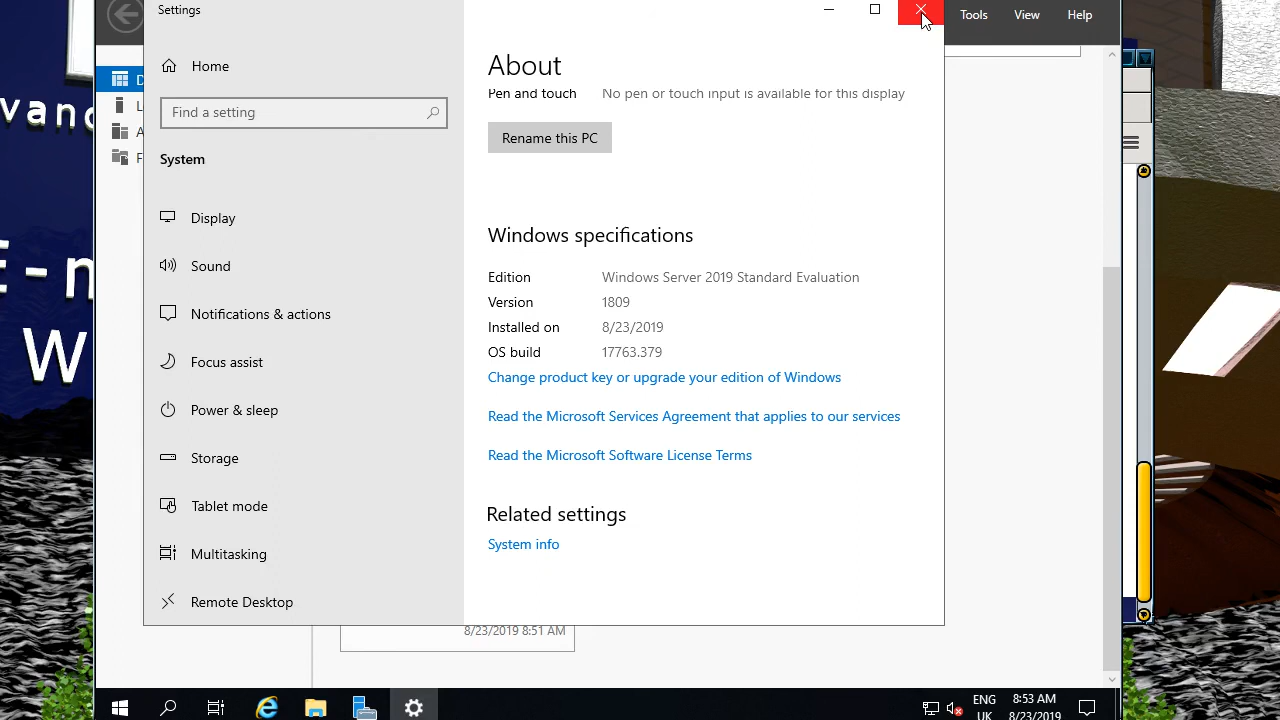 Settings
Tools View Help
Home
Find a setting
System
Display
Sound
Notifications & actions
Focus assist
Power & sleep
Storage
Tablet mode
Multitasking
Remote Desktop
About
Pen and touch No pen or touch input is available for this display
Rename this PC
Windows specifications
Edition Windows Server 2019 Standard Evaluation
Version 1809
Installed on 8/23/2019
OS build 17763.379
Change product key or upgrade your edition of Windows
Read the Microsoft Services Agreement that applies to our services
Read the Microsoft Software License Terms
Related settings
System info
8/23/2019 8:51 AM
D
L
A
F
vanc
E-n
W
ENG
UK
8:53 AM
8/23/2019